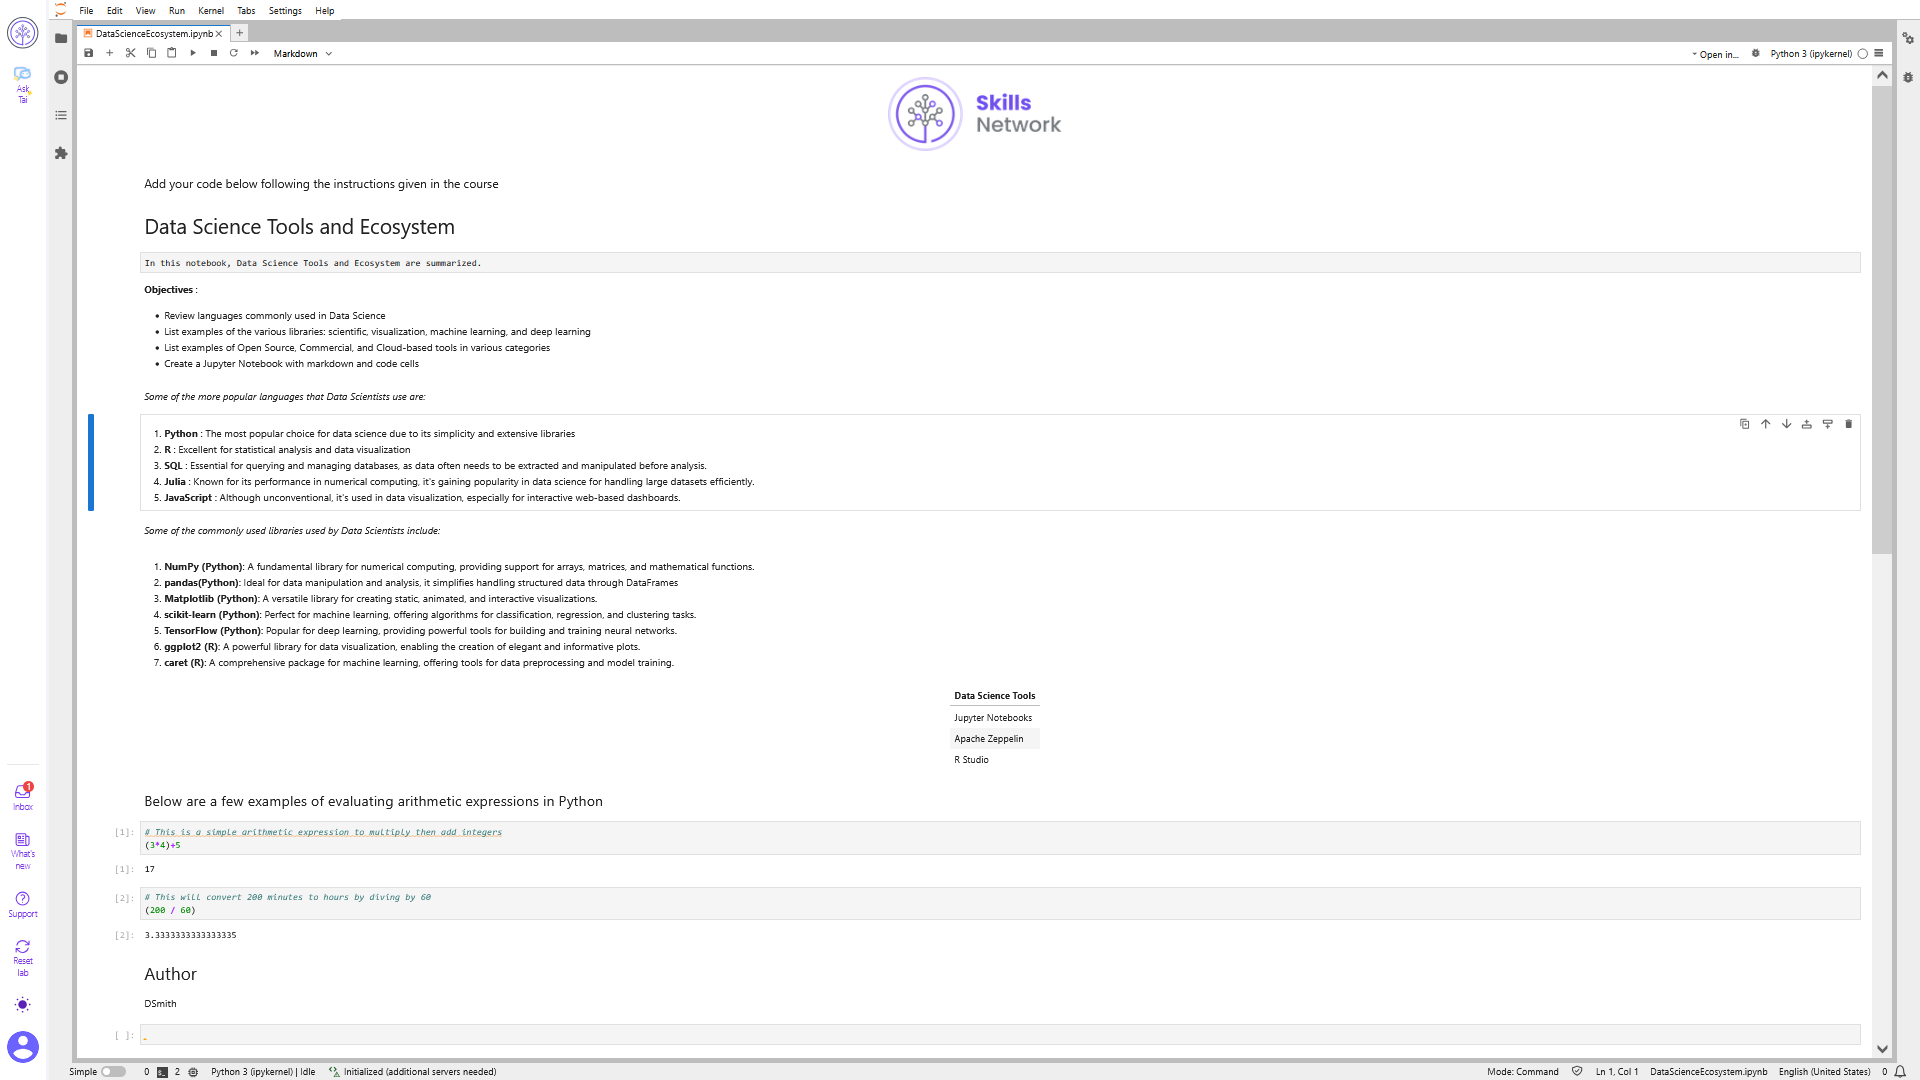 File Edit View Run Kernel Tabs Settings Help
DataScienceEcosystem.ipynb
Markdown
Open in...
Python 3 (ipykernel)
Ask Tai
Skills
Network
Add your code below following the instructions given in the course
Data Science Tools and Ecosystem
In this notebook, Data Science Tools and Ecosystem are summarized.
Objectives :
• Review languages commonly used in Data Science
• List examples of the various libraries: scientific, visualization, machine learning, and deep learning
• List examples of Open Source, Commercial, and Cloud-based tools in various categories
• Create a Jupyter Notebook with markdown and code cells
Some of the more popular languages that Data Scientists use are:
1. Python : The most popular choice for data science due to its simplicity and extensive libraries
2. R : Excellent for statistical analysis and data visualization
3. SQL : Essential for querying and managing databases, as data often needs to be extracted and manipulated before analysis.
4. Julia : Known for its performance in numerical computing, it's gaining popularity in data science for handling large datasets efficiently.
5. JavaScript : Although unconventional, it's used in data visualization, especially for interactive web-based dashboards.
Some of the commonly used libraries used by Data Scientists include:
1. NumPy (Python): A fundamental library for numerical computing, providing support for arrays, matrices, and mathematical functions.
2. pandas(Python): Ideal for data manipulation and analysis, it simplifies handling structured data through DataFrames
3. Matplotlib (Python): A versatile library for creating static, animated, and interactive visualizations.
4. scikit-learn (Python): Perfect for machine learning, offering algorithms for classification, regression, and clustering tasks.
5. TensorFlow (Python): Popular for deep learning, providing powerful tools for building and training neural networks.
6. ggplot2 (R): A powerful library for data visualization, enabling the creation of elegant and informative plots.
7. caret (R): A comprehensive package for machine learning, offering tools for data preprocessing and model training.
Data Science Tools
Jupyter Notebooks
Apache Zeppelin
R Studio
Below are a few examples of evaluating arithmetic expressions in Python
[1]: # This is a simple arithmetic expression to multiply then add integers
(3*4)+5
[1]: 17
[2]: # This will convert 200 minutes to hours by diving by 60
(200 / 60)
[2]: 3.3333333333333335
Author
DSmith
[ ]:
1
Inbox
What's
new
Support
Reset
lab
Simple 0 2 Python 3 (ipykernel) | Idle Initialized (additional servers needed)
Mode: Command Ln 1, Col 1 DataScienceEcosystem.ipynb English (United States) 0